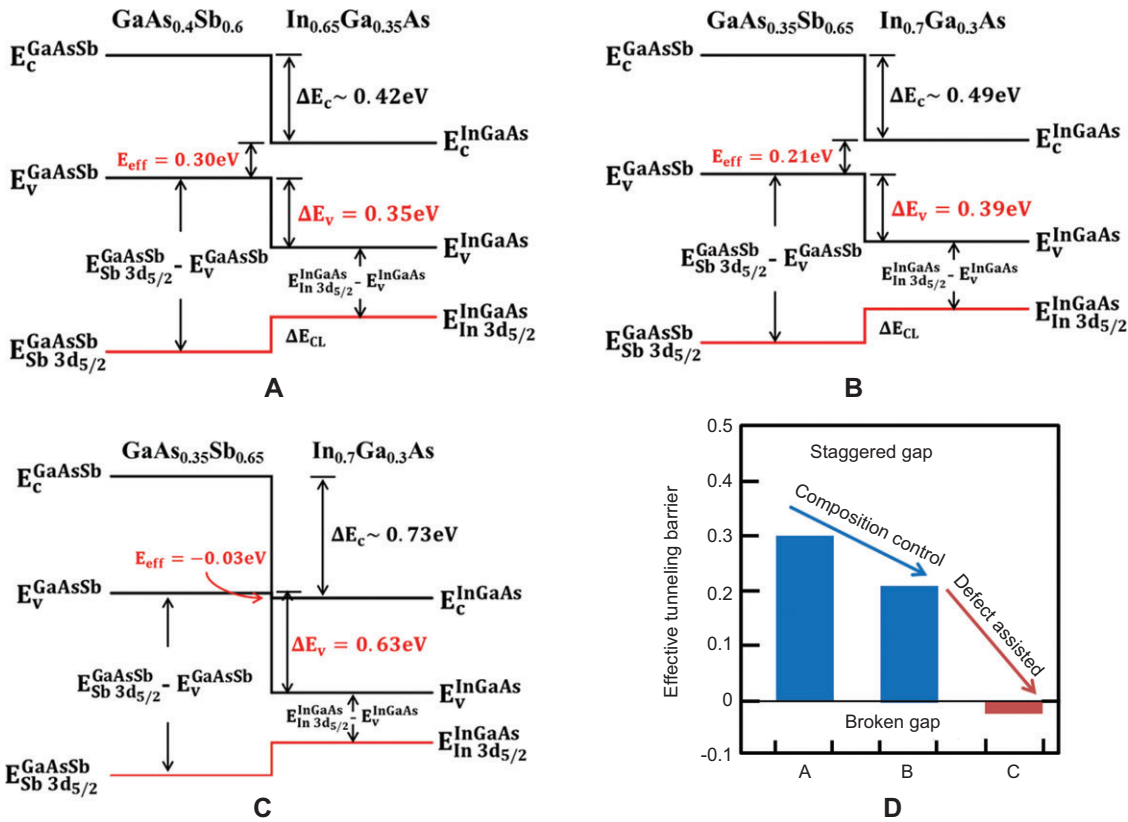 GaAs₀.₄Sb₀.₆ In₀.₆₅Ga₀.₃₅As
E_c^GaAsSb
ΔE_c~ 0.42eV
E_c^InGaAs
E_eff = 0.30eV
E_v^GaAsSb
ΔE_v = 0.35eV
E_v^InGaAs
E_Sb 3d₅/₂^GaAsSb - E_v^GaAsSb
E_In 3d₅/₂^InGaAs - E_v^InGaAs
E_In 3d₅/₂^InGaAs
ΔE_CL
E_Sb 3d₅/₂^GaAsSb
A
GaAs₀.₃₅Sb₀.₆₅ In₀.₇Ga₀.₃As
E_c^GaAsSb
ΔE_c~ 0.49eV
E_c^InGaAs
E_eff = 0.21eV
E_v^GaAsSb
ΔE_v = 0.39eV
E_v^InGaAs
E_Sb 3d₅/₂^GaAsSb - E_v^GaAsSb
E_In 3d₅/₂^InGaAs - E_v^InGaAs
E_In 3d₅/₂^InGaAs
ΔE_CL
E_Sb 3d₅/₂^GaAsSb
B
GaAs₀.₃₅Sb₀.₆₅ In₀.₇Ga₀.₃As
E_c^GaAsSb
ΔE_c~ 0.73eV
E_eff = −0.03eV
E_v^GaAsSb
E_c^InGaAs
ΔE_v = 0.63eV
E_Sb 3d₅/₂^GaAsSb - E_v^GaAsSb
E_v^InGaAs
E_In 3d₅/₂^InGaAs - E_v^InGaAs
E_In 3d₅/₂^InGaAs
E_Sb 3d₅/₂^GaAsSb
C
Effective tunneling barrier
0.5
0.4
0.3
0.2
0.1
0
-0.1
Staggered gap
Composition control
Defect assisted
Broken gap
A B C
D